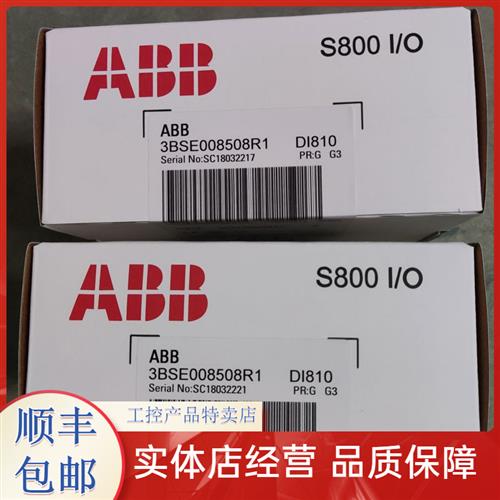 ABB
S800 I/O
ABB
3BSE008508R1 DI810
Serial No:SC18032217 PR:G G3
ABB
S800 I/O
ABB
3BSE008508R1 DI810
Serial No:SC18032221 PR:G G3
顺丰
包邮
工控产品特卖店
实体店经营 品质保障